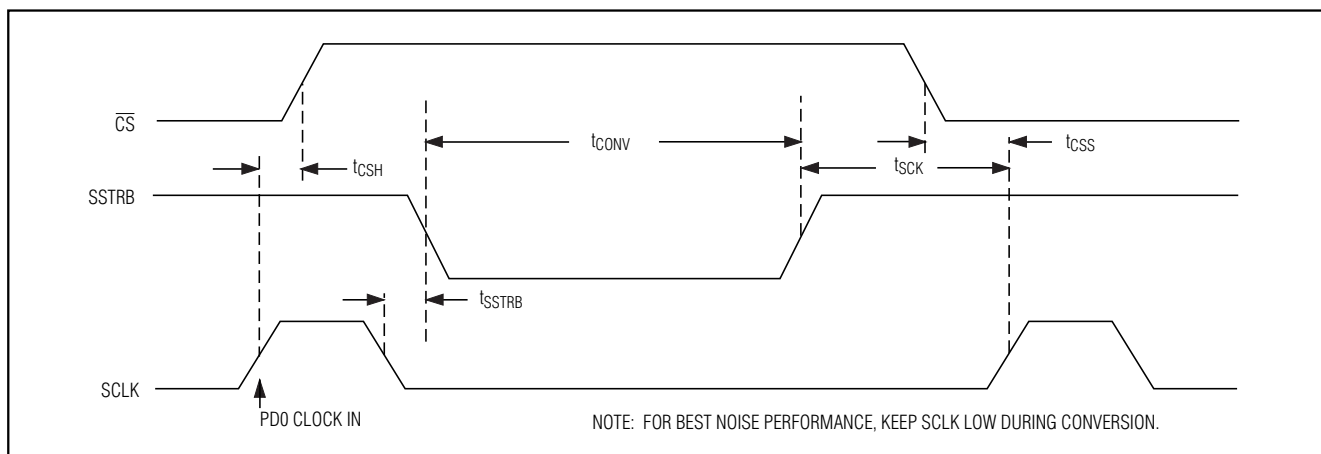 CS
tCONV
tCSS
tCSH
tSCK
SSTRB
tSSTRB
SCLK
PD0 CLOCK IN
NOTE: FOR BEST NOISE PERFORMANCE, KEEP SCLK LOW DURING CONVERSION.